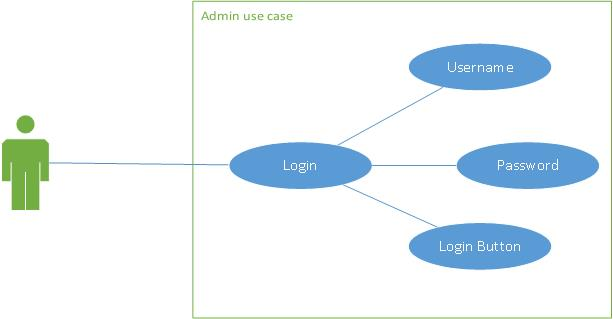 Admin use case
Username
Login
Password
Login Button